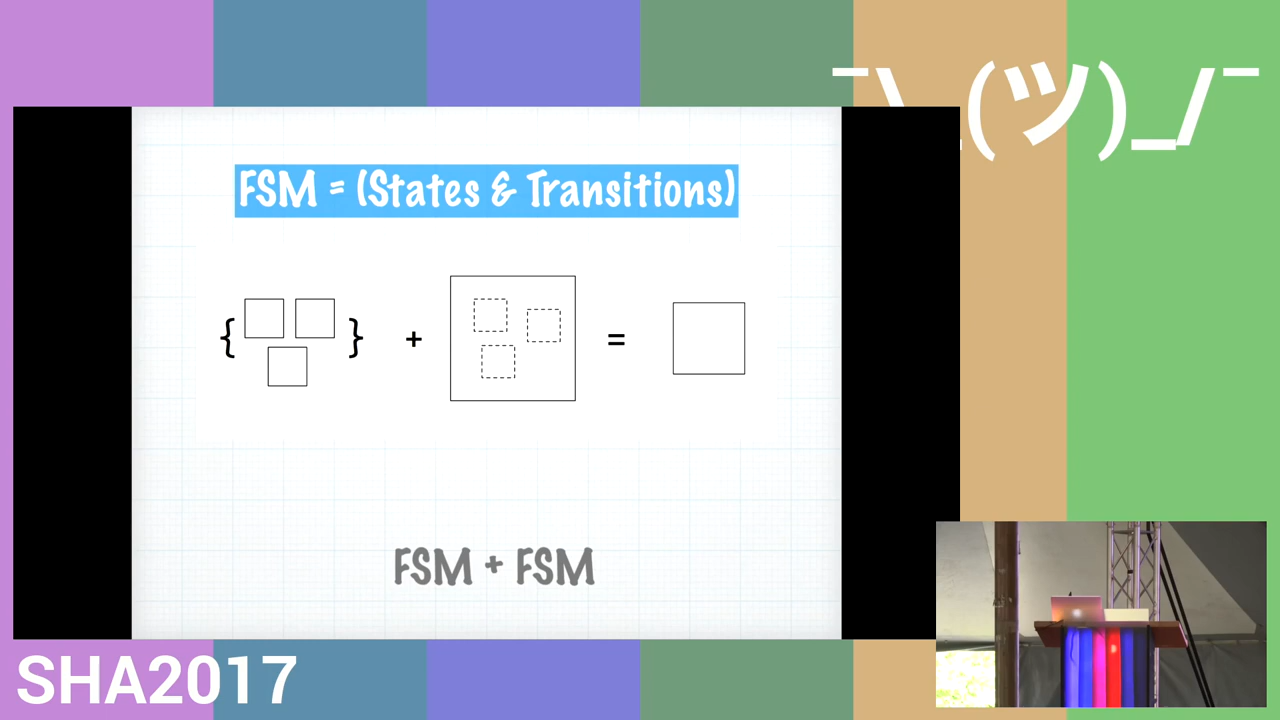 ¯\_(ツ)_/¯
FSM = (States & Transitions)
{ } + =
FSM + FSM
SHA2017